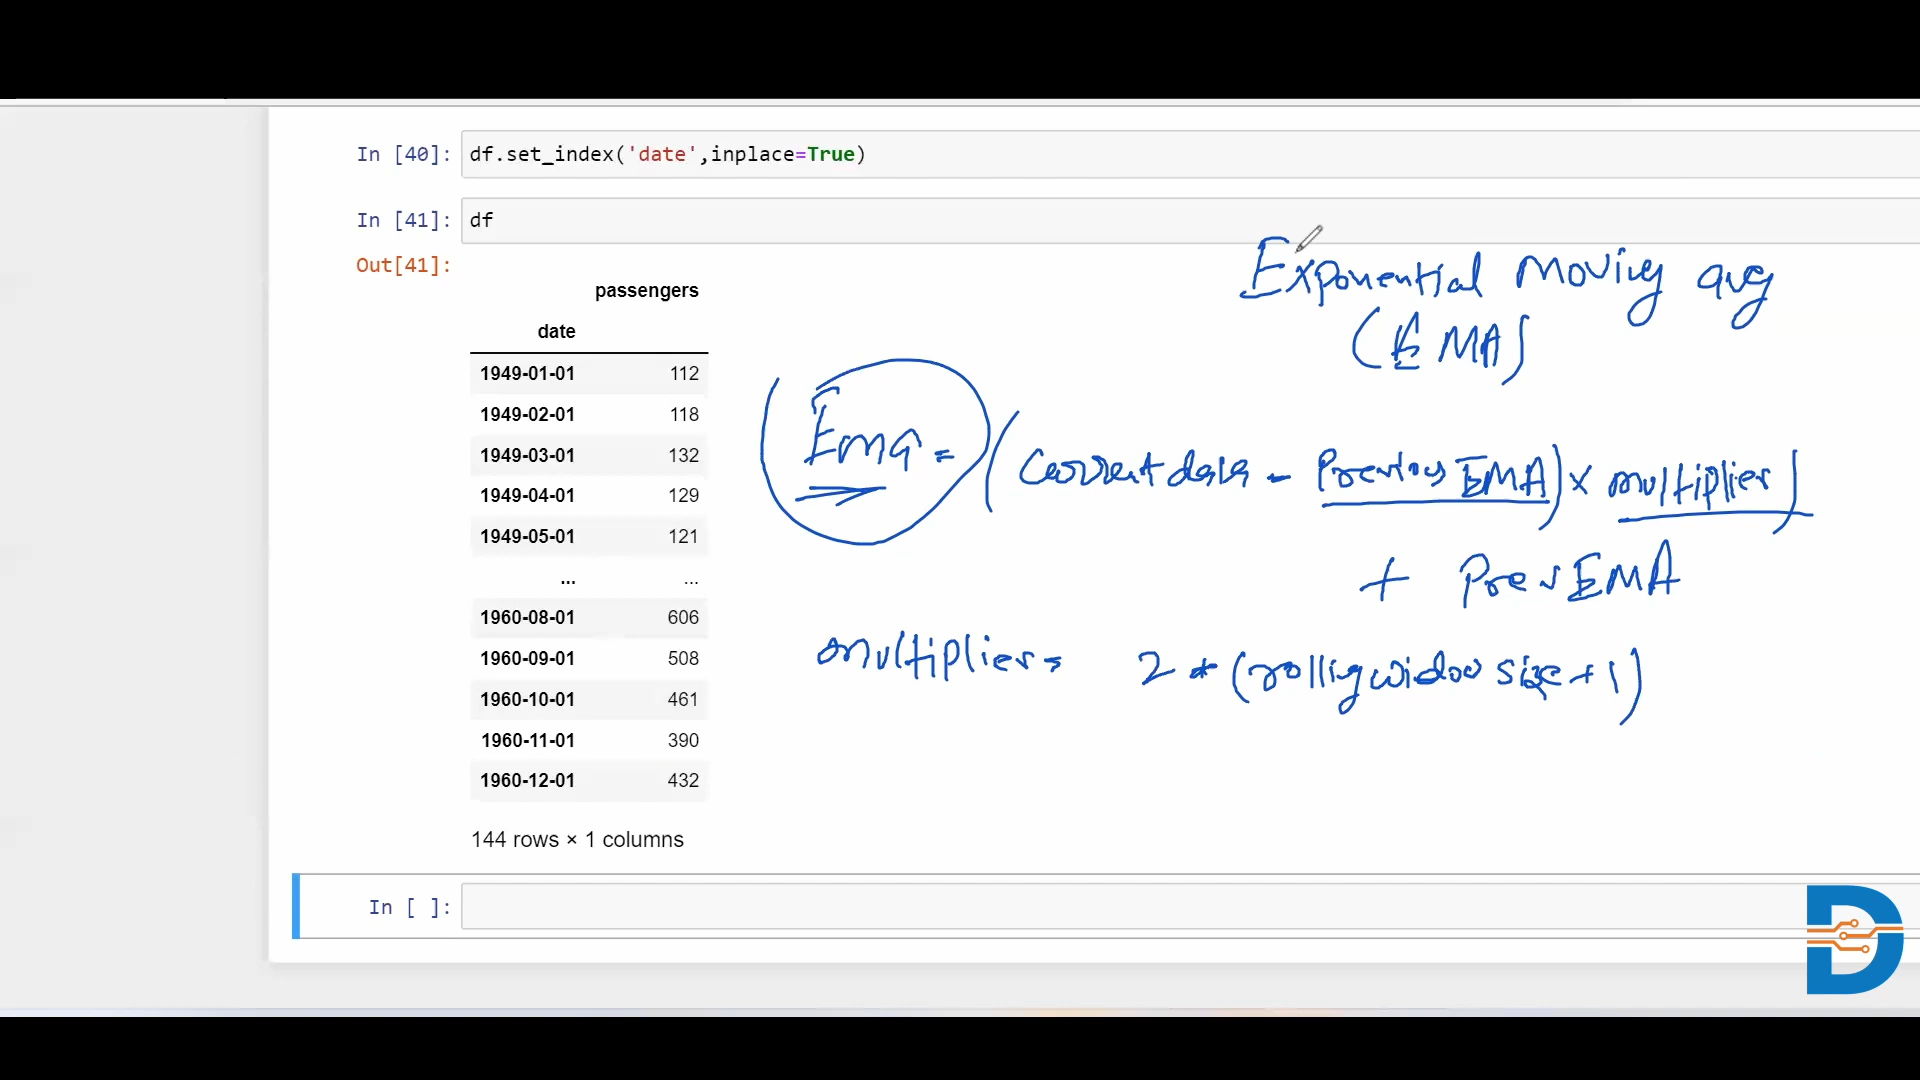 In [40]: df.set_index('date',inplace=True)
In [41]: df
Out[41]:
passengers
date
1949-01-01 112
1949-02-01 118
1949-03-01 132
1949-04-01 129
1949-05-01 121
... ...
1960-08-01 606
1960-09-01 508
1960-10-01 461
1960-11-01 390
1960-12-01 432
144 rows × 1 columns
In [ ]:
Exponential moving avg
(EMA)
EMA = (Current data - Previous EMA) x multiplier)
+ Prev EMA
multiplier = 2 * (rolling widow size + 1)
D